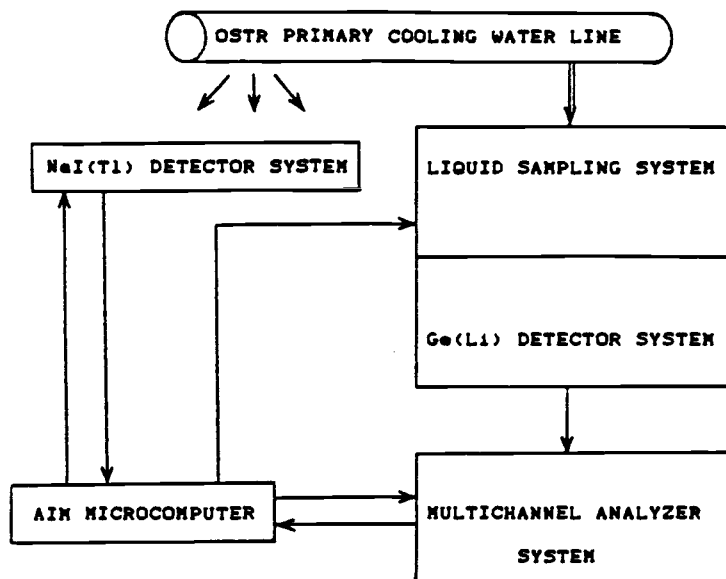 OSTR PRIMARY COOLING WATER LINE
NaI(Tl) DETECTOR SYSTEM
LIQUID SAMPLING SYSTEM
Ge(Li) DETECTOR SYSTEM
AIM MICROCOMPUTER
MULTICHANNEL ANALYZER
SYSTEM